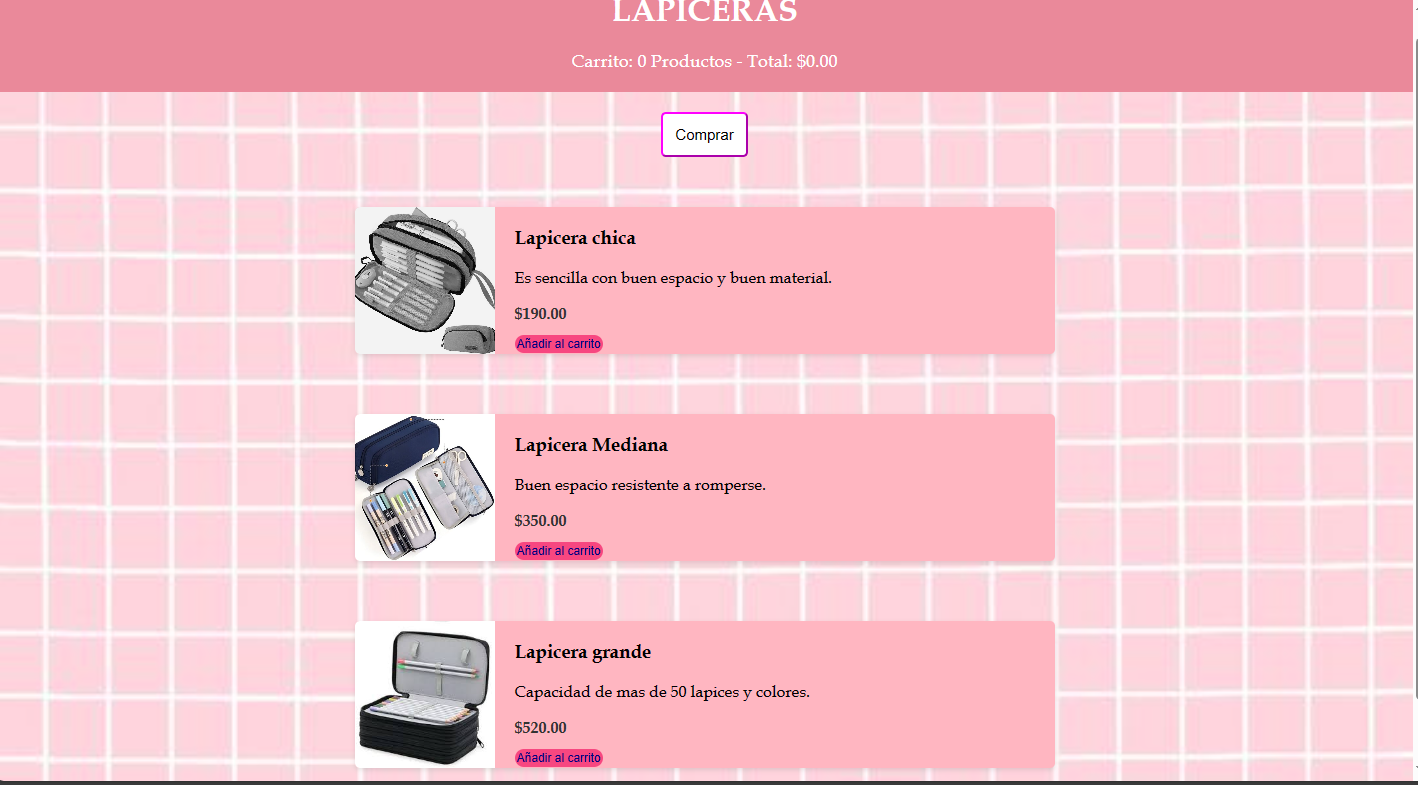 LAPICERAS
Carrito: 0 Productos - Total: $0.00
Comprar
Lapicera chica
Es sencilla con buen espacio y buen material.
$190.00
Añadir al carrito
Lapicera Mediana
Buen espacio resistente a romperse.
$350.00
Añadir al carrito
Lapicera grande
Capacidad de mas de 50 lapices y colores.
$520.00
Añadir al carrito